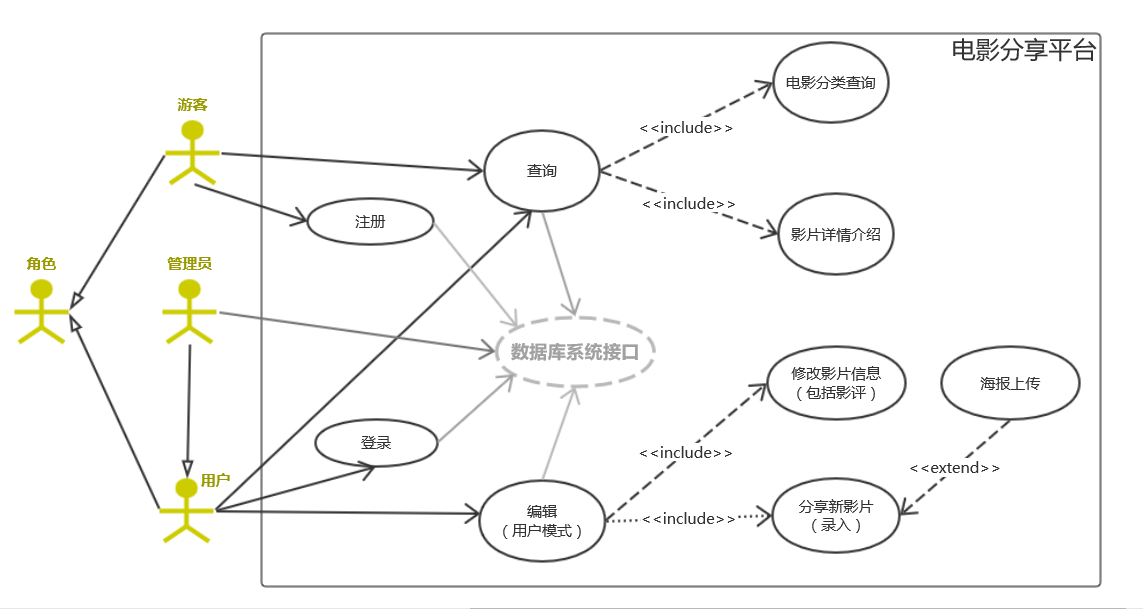 电影分享平台
游客
电影分类查询
<<include>>
查询
<<include>>
注册
影片详情介绍
角色
管理员
数据库系统接口
修改影片信息
（包括影评）
海报上传
登录
<<include>>
<<extend>>
用户
编辑
（用户模式）
<<include>>
分享新影片
（录入）